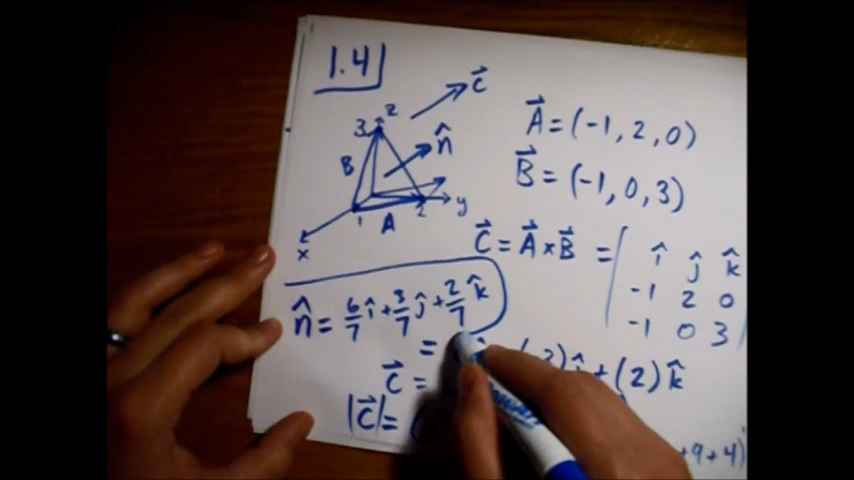 1.4
C⃗
3 z
n̂
B
1 A 2 y
x
A⃗ = (-1, 2, 0)
B⃗ = (-1, 0, 3)
C⃗ = A⃗ × B⃗ = | î ĵ k̂
-1 2 0
-1 0 3 |
n̂ = 6/7 î + 3/7 ĵ + 2/7 k̂
= 3) ĵ + (2) k̂
C⃗ =
|C⃗| = ( +9+4)